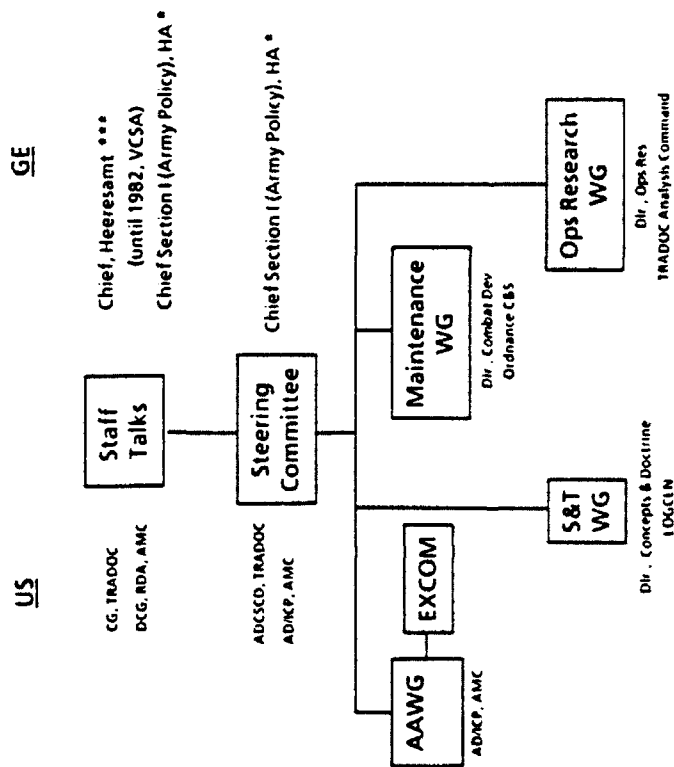 US
GE
CG, TRADOC
DCG, RDA, AMC
Staff
Talks
Chief, Heeresamt ***
(until 1982, VCSA)
Chief Section I (Army Policy), HA *
ADCSCD, TRADOC
AD/ICP, AMC
Steering
Committee
Chief Section I (Army Policy), HA *
AAWG
AD/ICP, AMC
EXCOM
S&T
WG
Dir, Concepts & Doctrine
LOGCEN
Maintenance
WG
Dir, Combat Dev
Ordnance C&S
Ops Research
WG
Dir, Ops Res
TRADOC Analysis Command